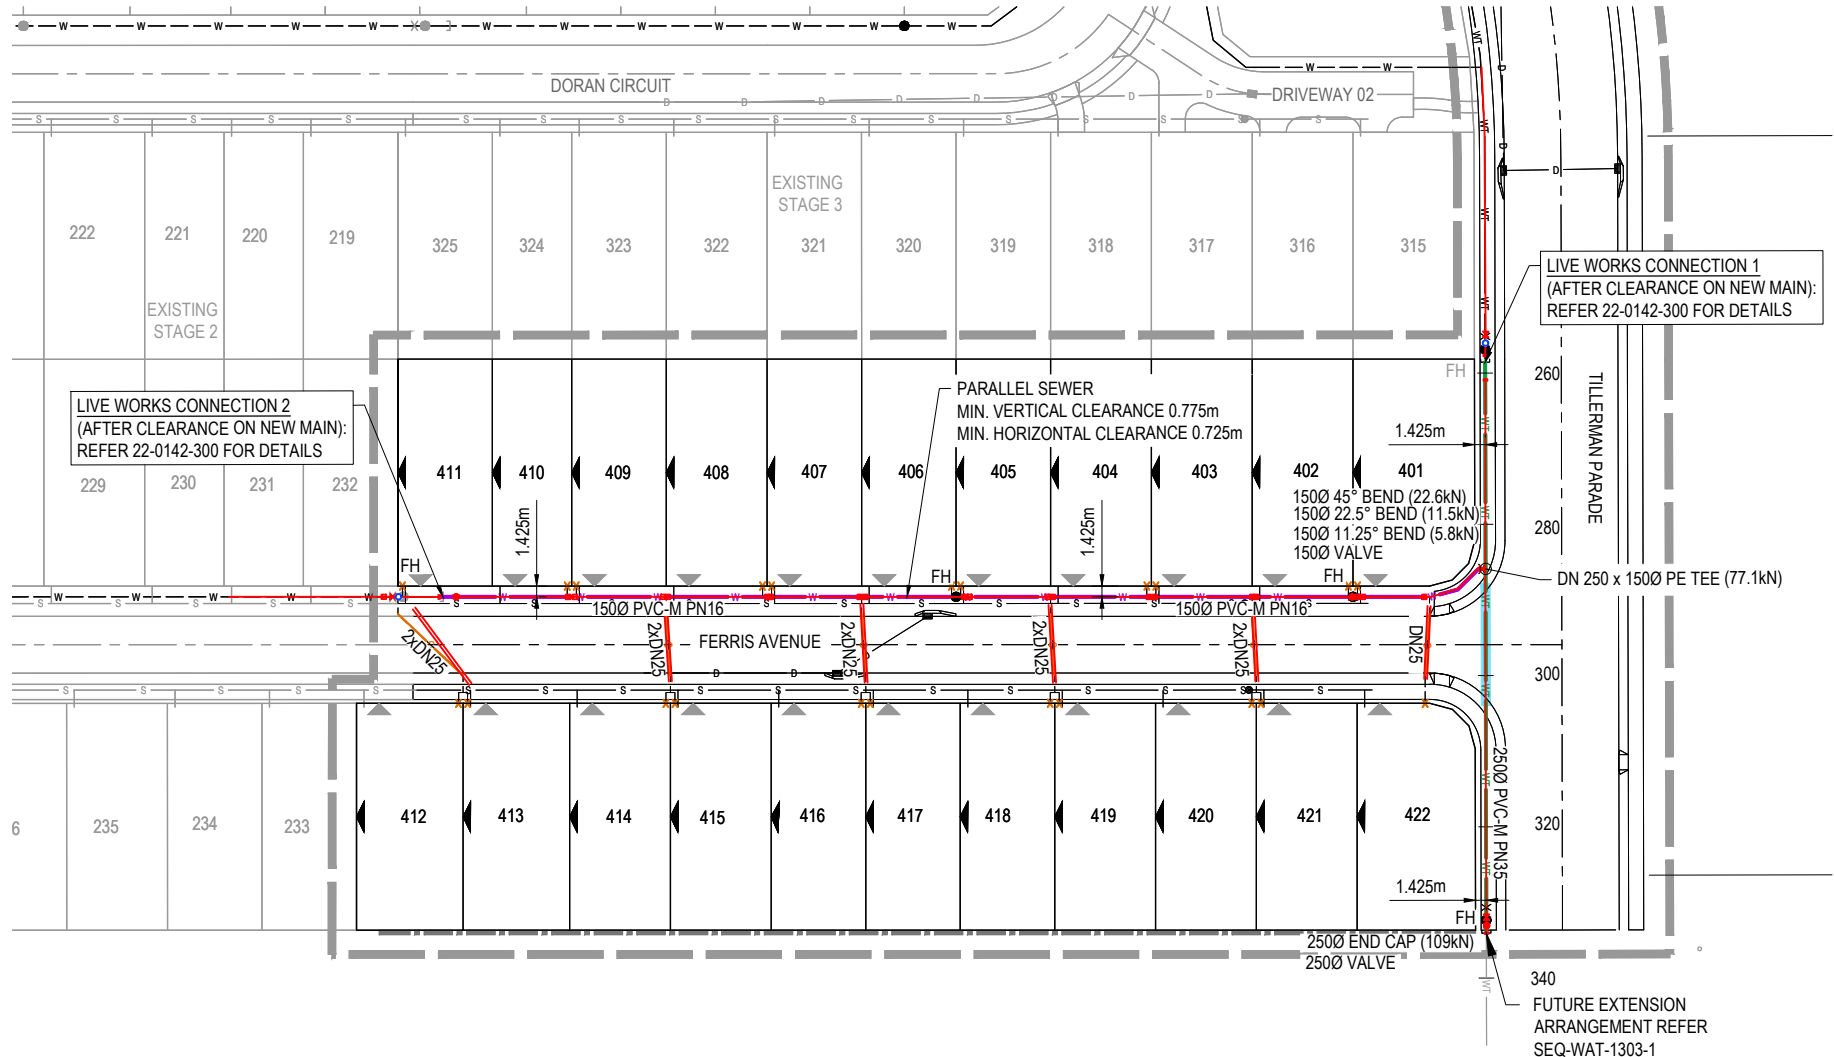 DORAN CIRCUIT
DRIVEWAY 02
EXISTING
STAGE 3
222
221
220
219
325
324
323
322
321
320
319
318
317
316
315
EXISTING
STAGE 2
LIVE WORKS CONNECTION 1
(AFTER CLEARANCE ON NEW MAIN):
REFER 22-0142-300 FOR DETAILS
FH
260
TILLERMAN PARADE
LIVE WORKS CONNECTION 2
(AFTER CLEARANCE ON NEW MAIN):
REFER 22-0142-300 FOR DETAILS
PARALLEL SEWER
MIN. VERTICAL CLEARANCE 0.775m
MIN. HORIZONTAL CLEARANCE 0.725m
1.425m
229
230
231
232
411
410
409
408
407
406
405
404
403
402
401
150Ø 45° BEND (22.6kN)
150Ø 22.5° BEND (11.5kN)
150Ø 11.25° BEND (5.8kN)
150Ø VALVE
1.425m
1.425m
280
FH
FH
FH
DN 250 x 150Ø PE TEE (77.1kN)
150Ø PVC-M PN16
150Ø PVC-M PN16
FERRIS AVENUE
2xDN25
2xDN25
2xDN25
2xDN25
2xDN25
DN25
300
250Ø PVC-M PN35
6
235
234
233
412
413
414
415
416
417
418
419
420
421
422
320
1.425m
FH
250Ø END CAP (109kN)
250Ø VALVE
340
FUTURE EXTENSION
ARRANGEMENT REFER
SEQ-WAT-1303-1